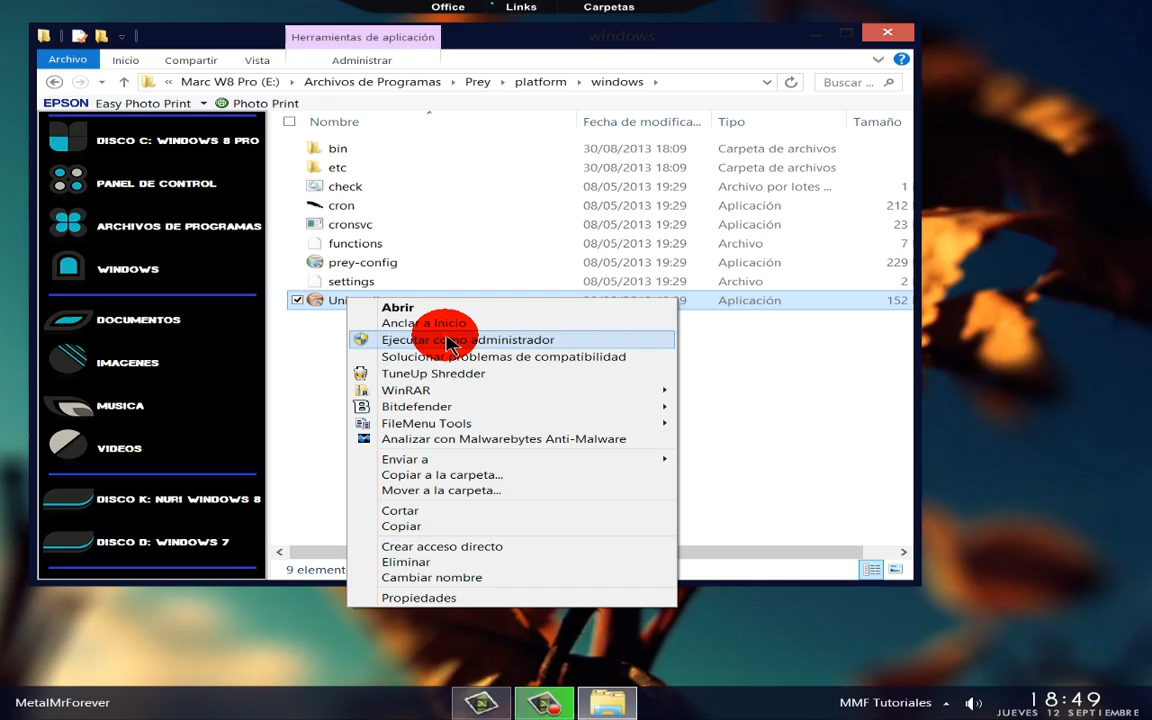 Office Links Carpetas
Herramientas de aplicación windows
Archivo Inicio Compartir Vista Administrar
« Marc W8 Pro (E:) Archivos de Programas Prey platform windows Buscar ...
EPSON Easy Photo Print Photo Print
Nombre Fecha de modifica... Tipo Tamaño
DISCO C: WINDOWS 8 PRO
PANEL DE CONTROL
ARCHIVOS DE PROGRAMAS
WINDOWS
DOCUMENTOS
IMAGENES
MUSICA
VIDEOS
DISCO K: NURI WINDOWS 8
DISCO D: WINDOWS 7
bin 30/08/2013 18:09 Carpeta de archivos
etc 30/08/2013 18:09 Carpeta de archivos
check 08/05/2013 19:29 Archivo por lotes ... 1
cron 08/05/2013 19:29 Aplicación 212
cronsvc 08/05/2013 19:29 Aplicación 23
functions 08/05/2013 19:29 Archivo 7
prey-config 08/05/2013 19:29 Aplicación 229
settings 08/05/2013 19:29 Archivo 2
Aplicación 152
Abrir
Anclar a Inicio
Ejecutar como administrador
Solucionar problemas de compatibilidad
TuneUp Shredder
WinRAR
Bitdefender
FileMenu Tools
Analizar con Malwarebytes Anti-Malware
Enviar a
Copiar a la carpeta...
Mover a la carpeta...
Cortar
Copiar
Crear acceso directo
Eliminar
Cambiar nombre
Propiedades
9 element
MetalMrForever MMF Tutoriales 18:49
JUEVES 12 SEPTIEMBRE